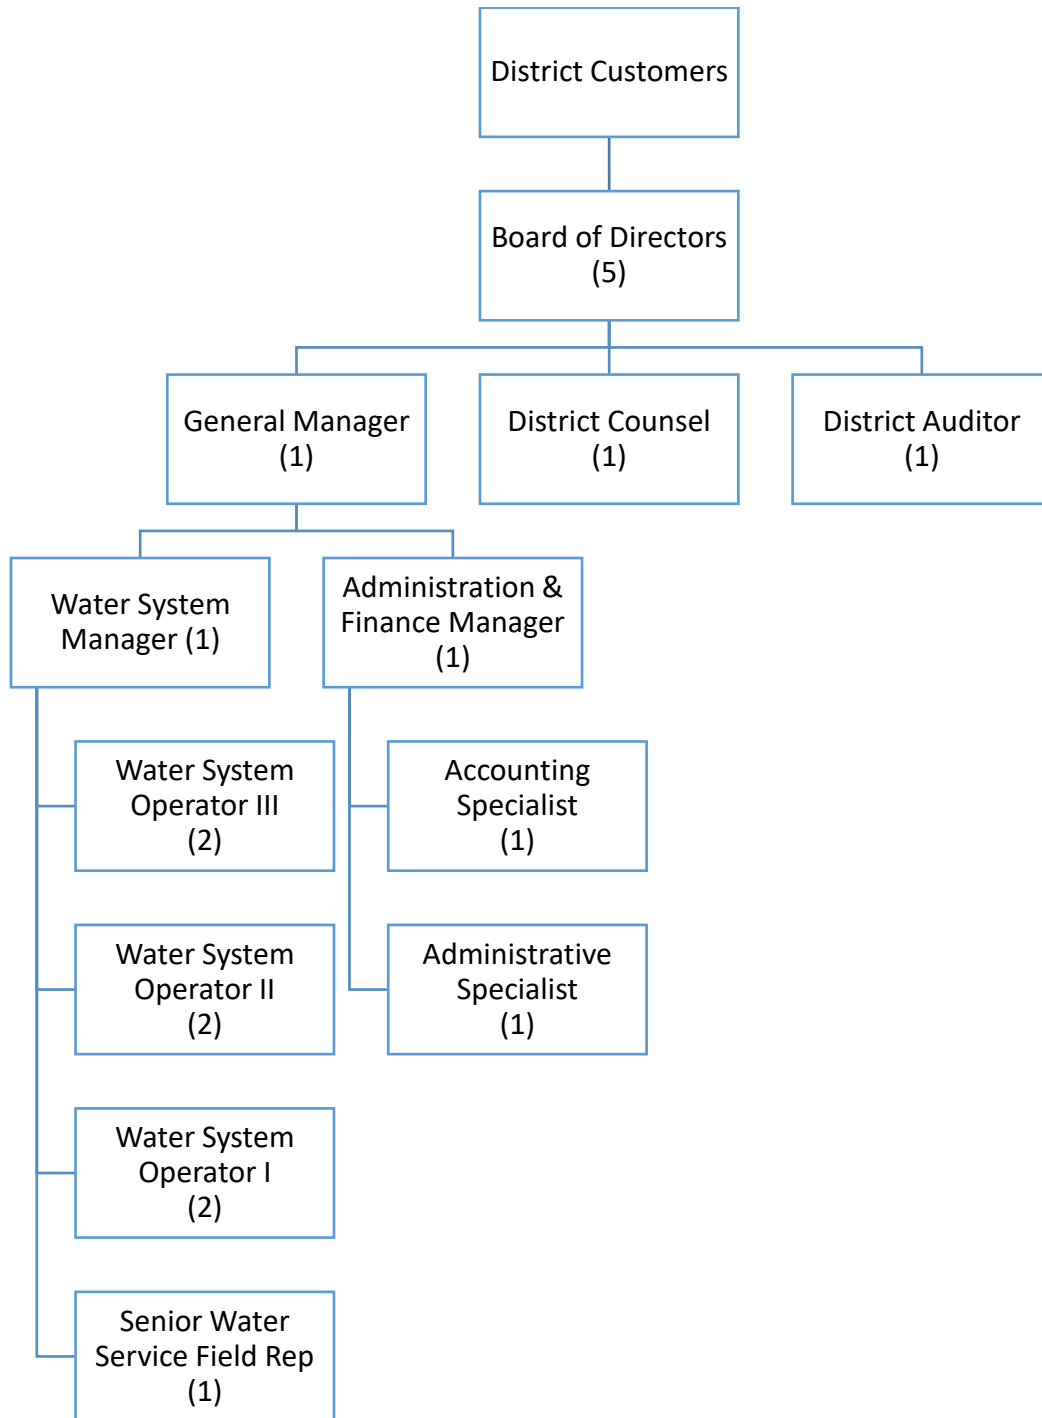 District Customers
Board of Directors
(5)
General Manager
(1)
District Counsel
(1)
District Auditor
(1)
Water System
Manager (1)
Administration &
Finance Manager
(1)
Water System
Operator III
(2)
Accounting
Specialist
(1)
Water System
Operator II
(2)
Administrative
Specialist
(1)
Water System
Operator I
(2)
Senior Water
Service Field Rep
(1)